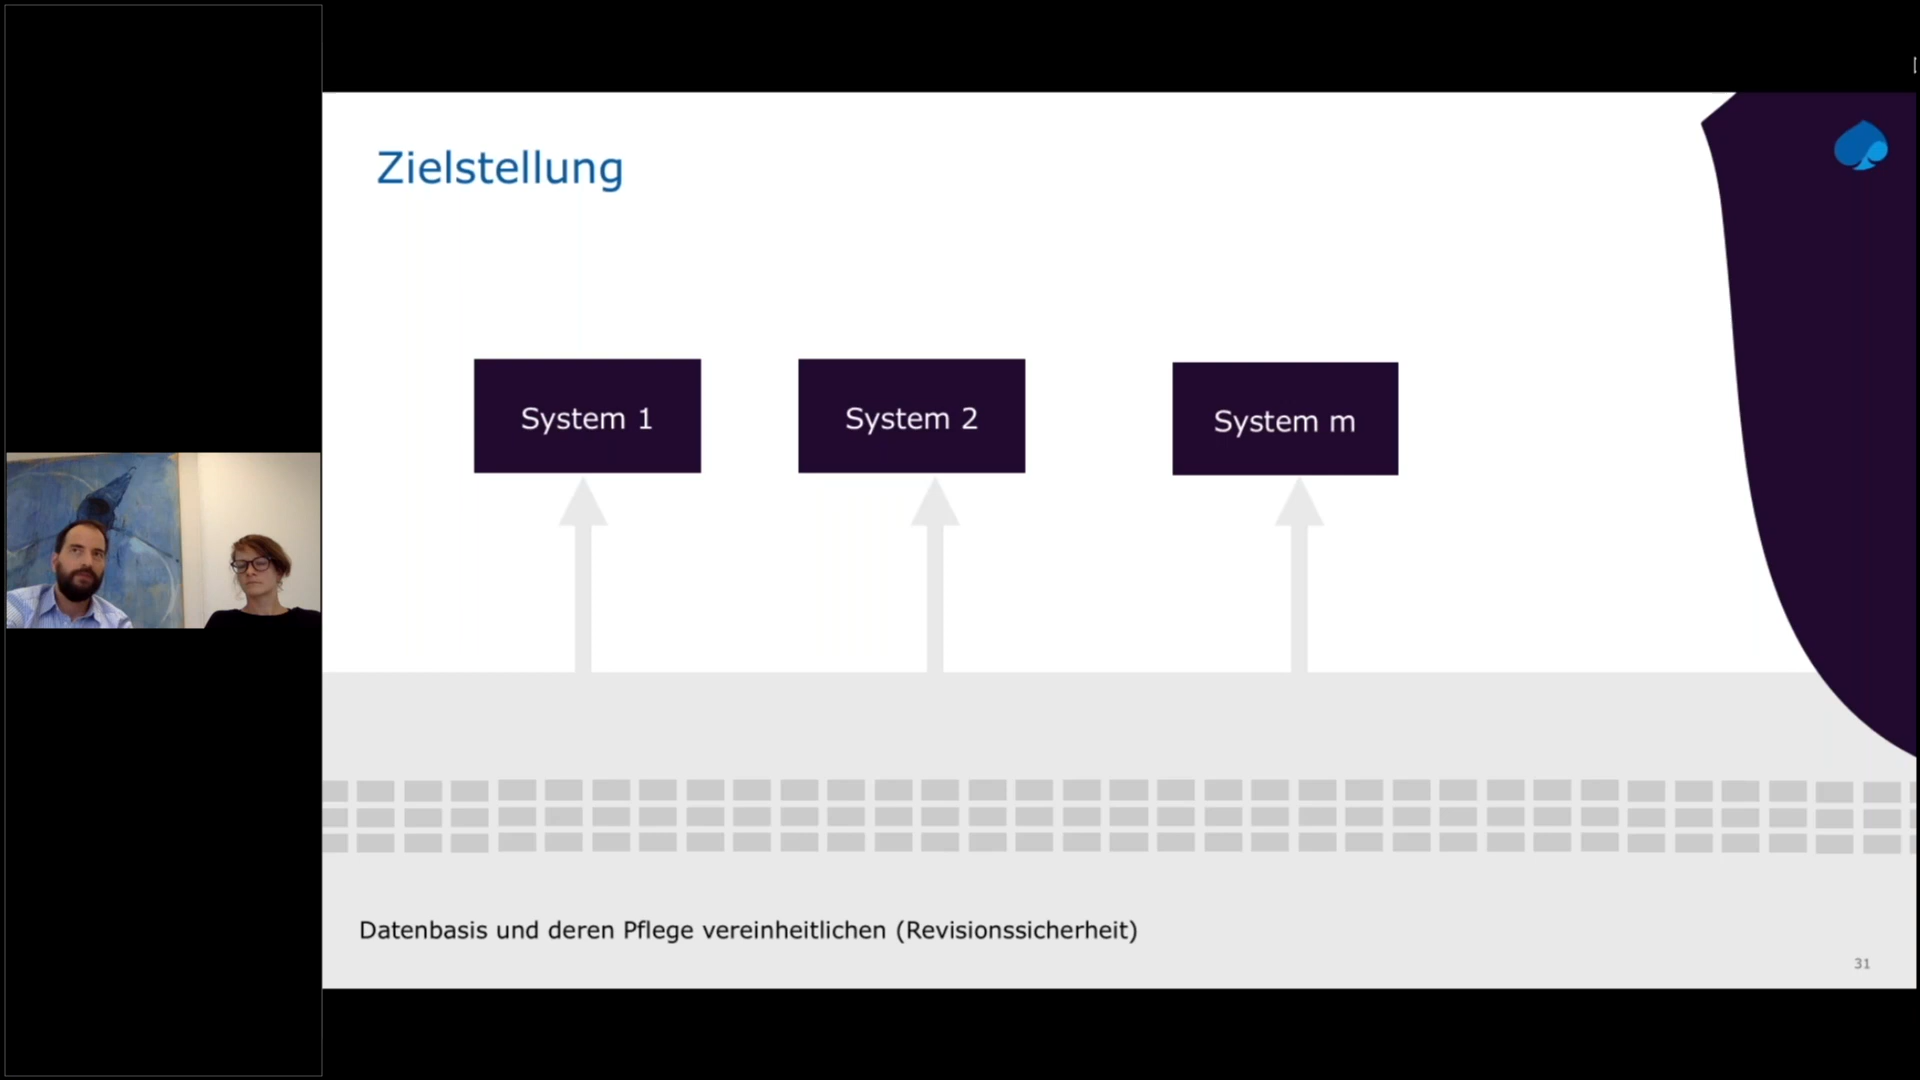 Zielstellung
System 1
System 2
System m
Datenbasis und deren Pflege vereinheitlichen (Revisionssicherheit)
31